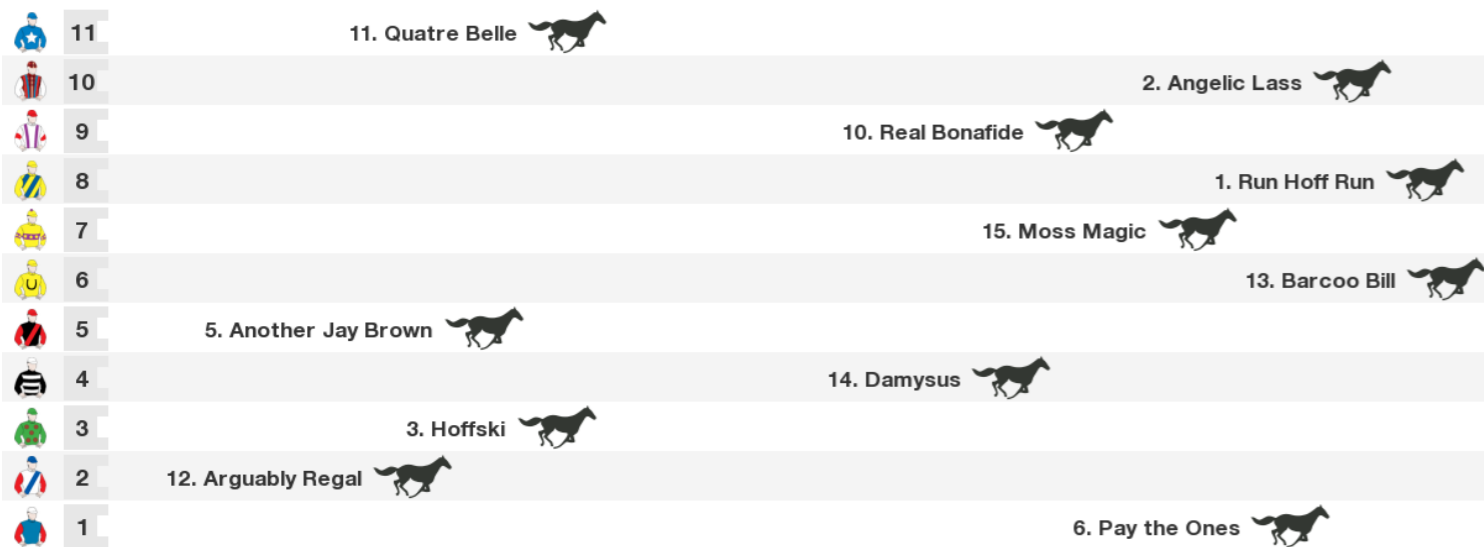 11 11. Quatre Belle
10 2. Angelic Lass
9 10. Real Bonafide
8 1. Run Hoff Run
7 15. Moss Magic
6 13. Barcoo Bill
5 5. Another Jay Brown
4 14. Damysus
3 3. Hoffski
2 12. Arguably Regal
1 6. Pay the Ones